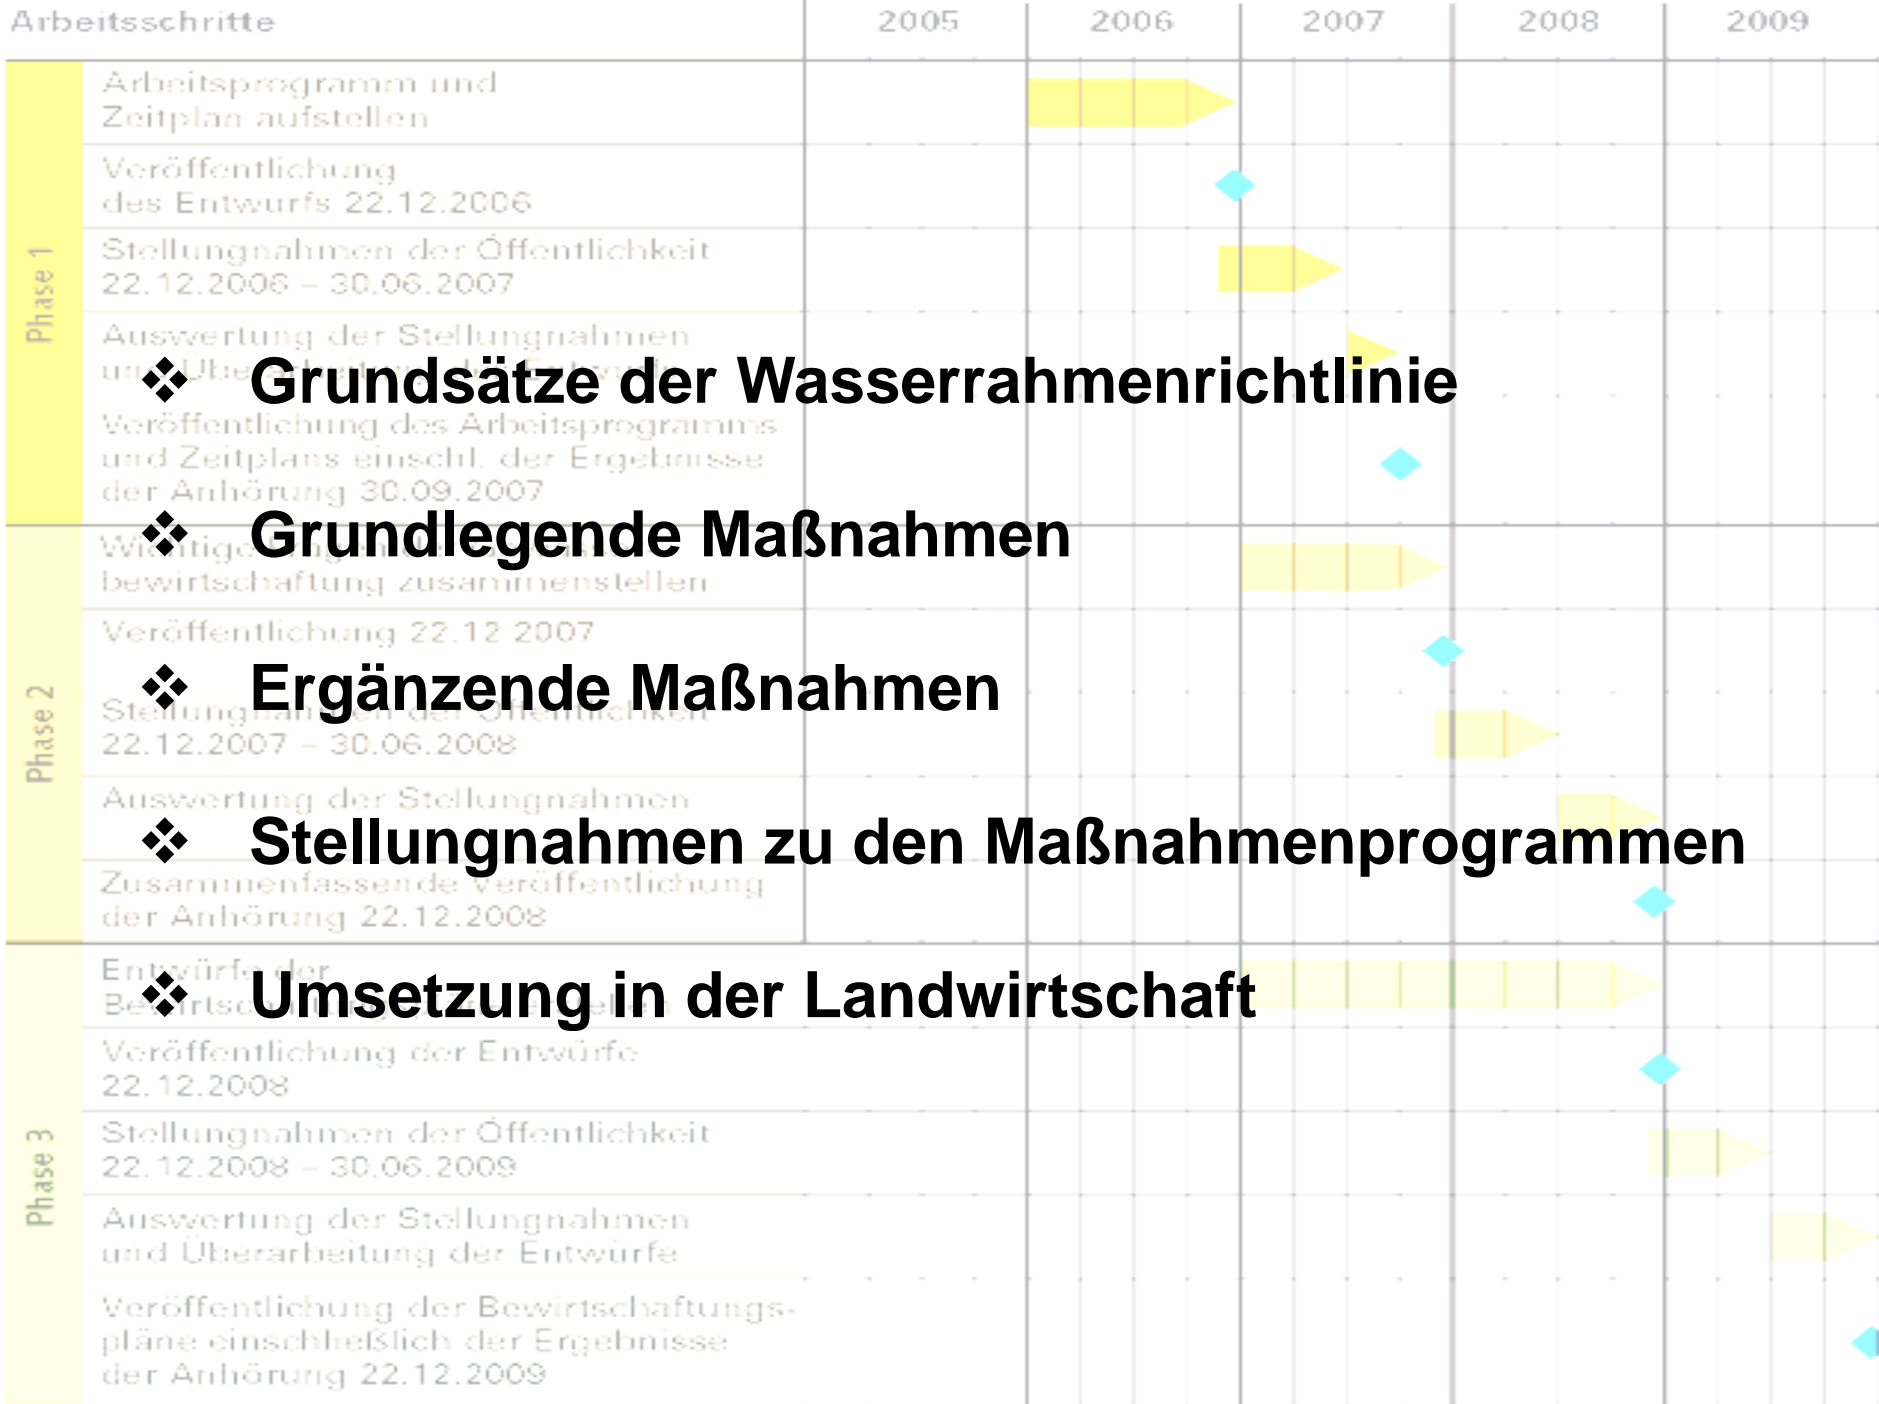 Arbeitsschritte 2005 2006 2007 2008 2009
Phase 1
Arbeitsprogramm und
Zeitplan aufstellen
Veröffentlichung
des Entwurfs 22.12.2006
Stellungnahmen der Öffentlichkeit
22.12.2006 – 30.06.2007
Auswertung der Stellungnahmen
❖ Grundsätze der Wasserrahmenrichtlinie
Veröffentlichung des Arbeitsprogramms
und Zeitplans einschl. der Ergebnisse
der Anhörung 30.09.2007
❖ Grundlegende Maßnahmen
Phase 2
bewirtschaftung zusammenstellen
Veröffentlichung 22.12 2007
❖ Ergänzende Maßnahmen
Stellungnahmen der Öffentlichkeit
22.12.2007 – 30.06.2008
Auswertung der Stellungnahmen
❖ Stellungnahmen zu den Maßnahmenprogrammen
Zusammenfassende Veröffentlichung
der Anhörung 22.12.2008
Phase 3
Entwürfe der
❖ Umsetzung in der Landwirtschaft
Veröffentlichung der Entwürfe
22.12.2008
Stellungnahmen der Öffentlichkeit
22.12.2008 – 30.06.2009
Auswertung der Stellungnahmen
und Überarbeitung der Entwürfe
Veröffentlichung der Bewirtschaftungs-
pläne einschließlich der Ergebnisse
der Anhörung 22.12.2009